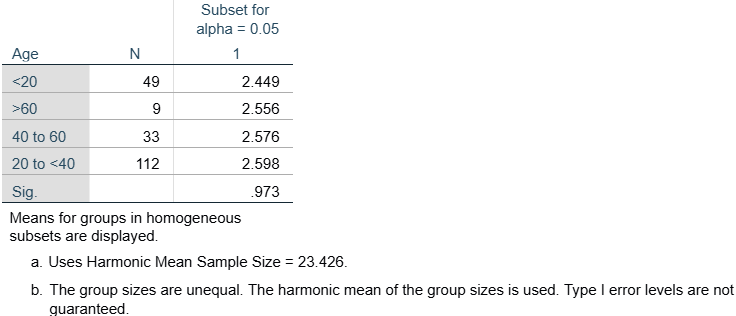 Subset for
alpha = 0.05
Age N 1
<20 49 2.449
>60 9 2.556
40 to 60 33 2.576
20 to <40 112 2.598
Sig. .973
Means for groups in homogeneous
subsets are displayed.
a. Uses Harmonic Mean Sample Size = 23.426.
b. The group sizes are unequal. The harmonic mean of the group sizes is used. Type I error levels are not
guaranteed.